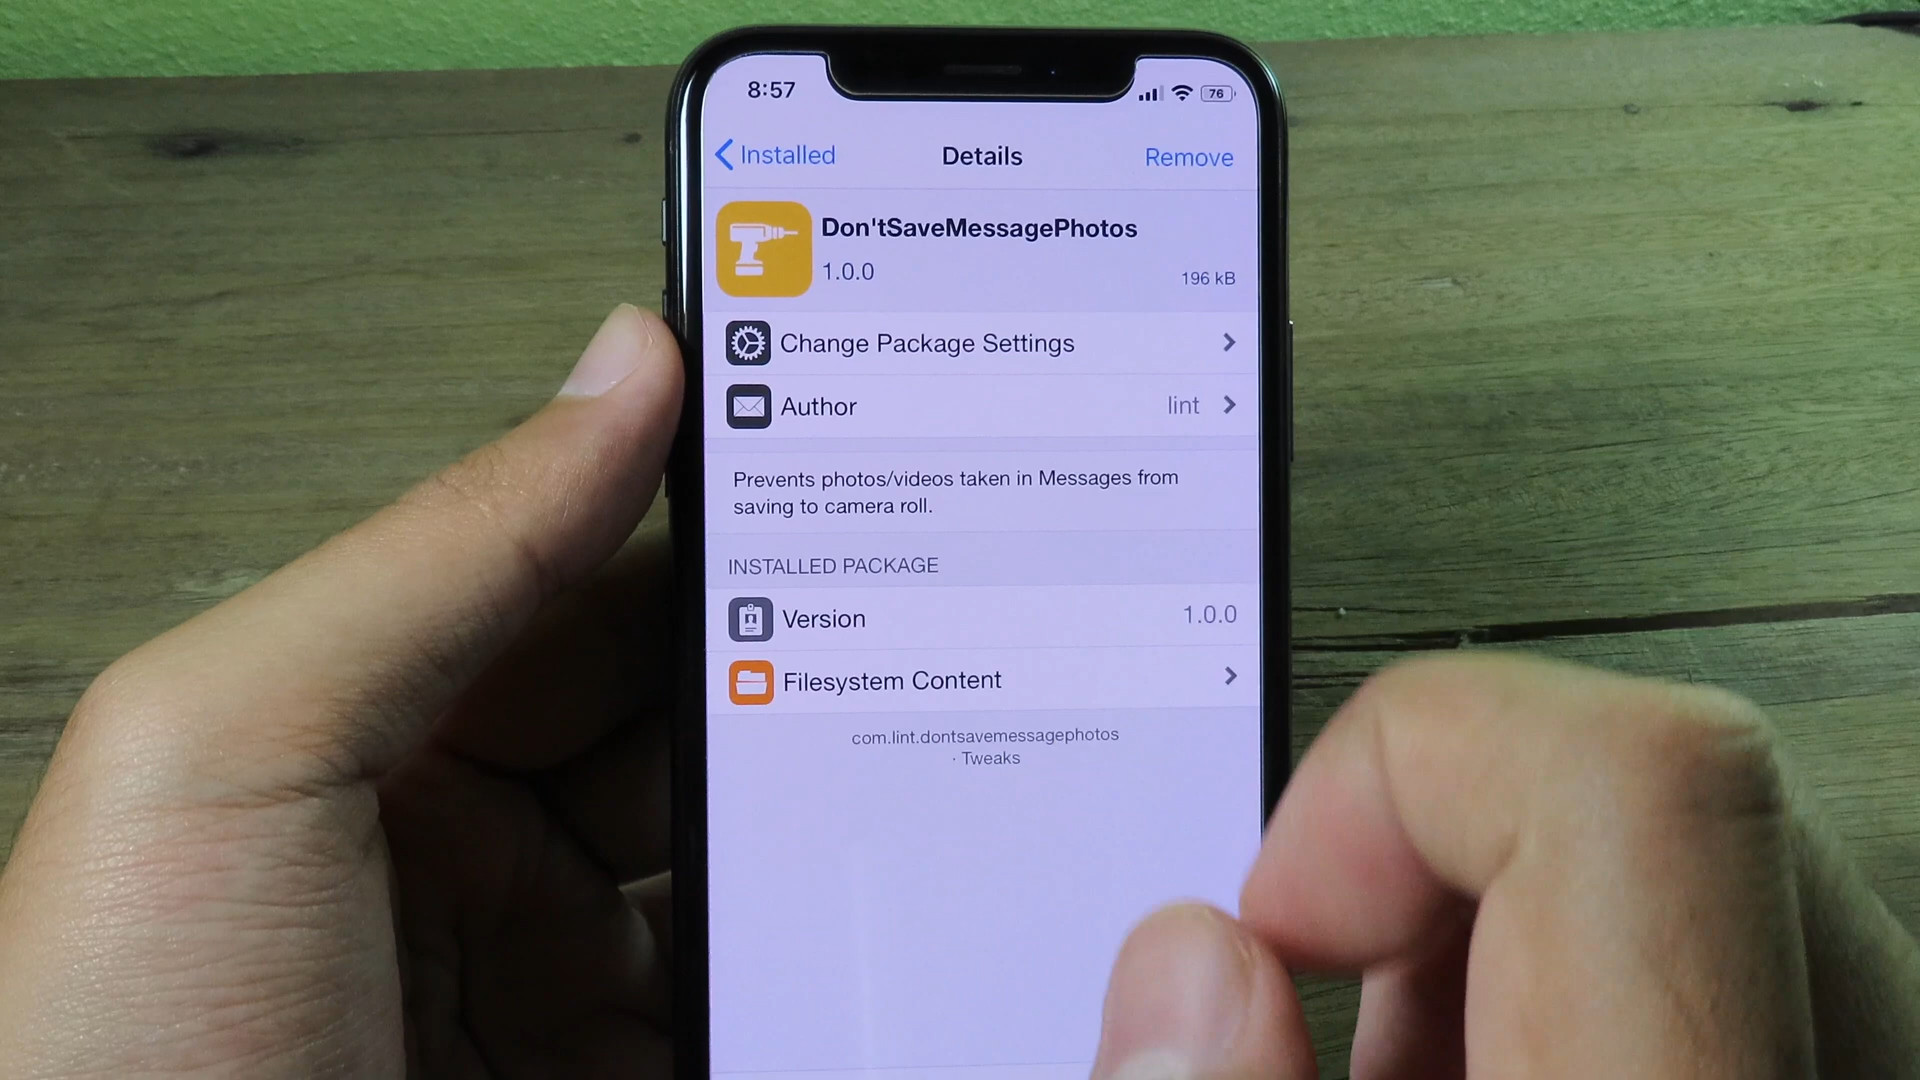 8:57
76
Installed
Details
Remove
Don'tSaveMessagePhotos
1.0.0
196 kB
Change Package Settings
Author
lint
Prevents photos/videos taken in Messages from
saving to camera roll.
INSTALLED PACKAGE
Version
1.0.0
Filesystem Content
com.lint.dontsavemessagephotos
· Tweaks